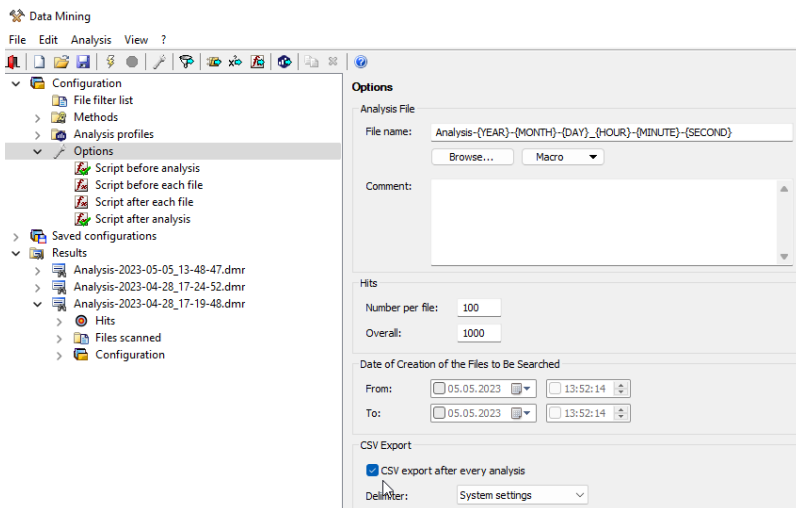 Data Mining
File Edit Analysis View ?
Configuration
File filter list
Methods
Analysis profiles
Options
Script before analysis
Script before each file
Script after each file
Script after analysis
Saved configurations
Results
Analysis-2023-05-05_13-48-47.dmr
Analysis-2023-04-28_17-24-52.dmr
Analysis-2023-04-28_17-19-48.dmr
Hits
Files scanned
Configuration
Options
Analysis File
File name: Analysis-{YEAR}-{MONTH}-{DAY}_{HOUR}-{MINUTE}-{SECOND}
Browse... Macro
Comment:
Hits
Number per file: 100
Overall: 1000
Date of Creation of the Files to Be Searched
From: 05.05.2023 13:52:14
To: 05.05.2023 13:52:14
CSV Export
CSV export after every analysis
Delimiter: System settings